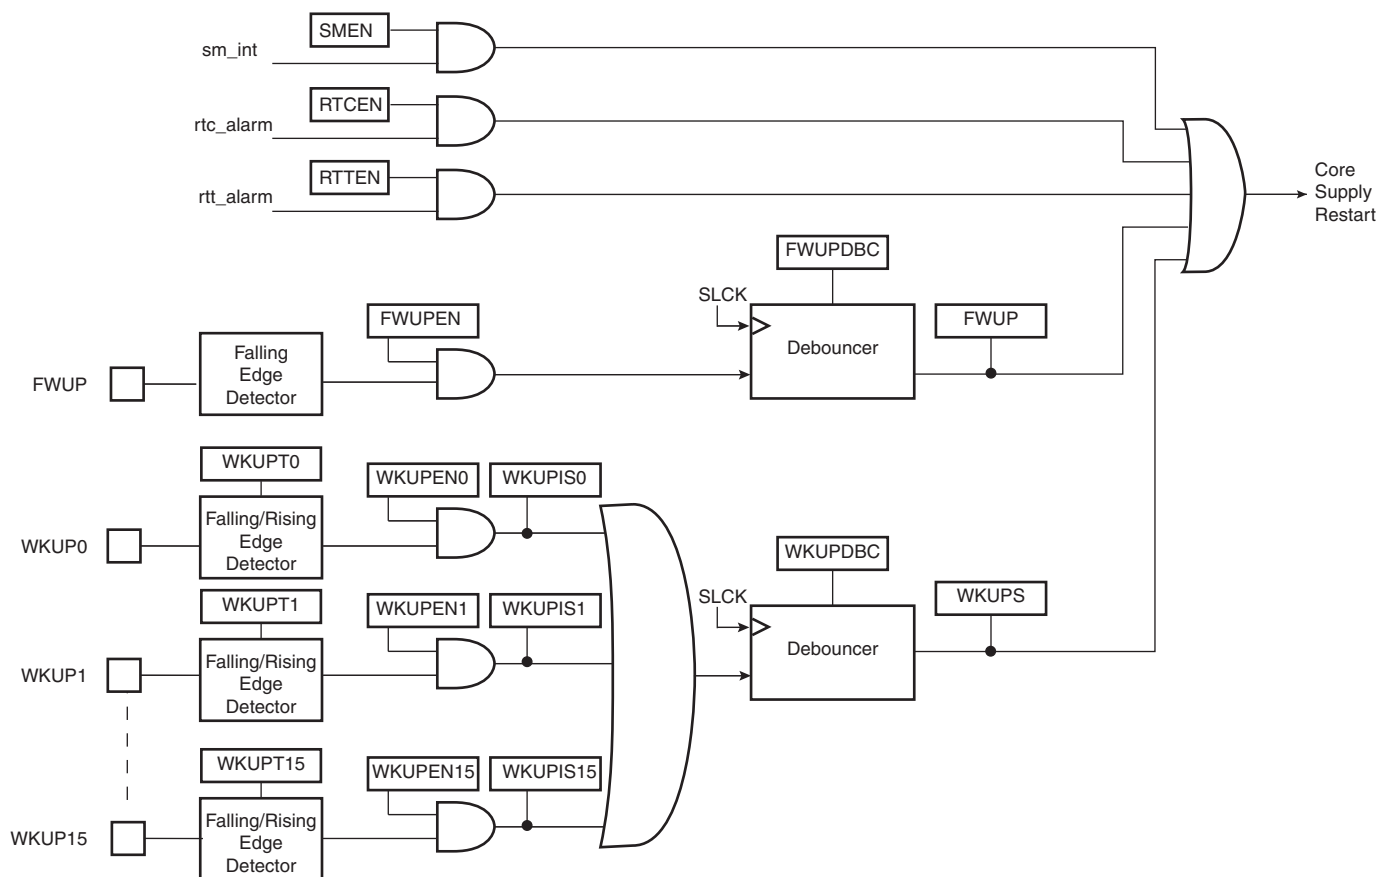 SMEN
sm_int
RTCEN
rtc_alarm
RTTEN
rtt_alarm
Core
Supply
Restart
FWUPDBC
SLCK
FWUPEN
FWUP
Falling
Edge
Detector
Debouncer
FWUP
WKUPT0
WKUPEN0
WKUPIS0
Falling/Rising
Edge
Detector
WKUP0
WKUPDBC
SLCK
WKUPT1
WKUPEN1
WKUPIS1
WKUPS
Falling/Rising
Edge
Detector
WKUP1
Debouncer
WKUPT15
WKUPEN15
WKUPIS15
Falling/Rising
Edge
Detector
WKUP15